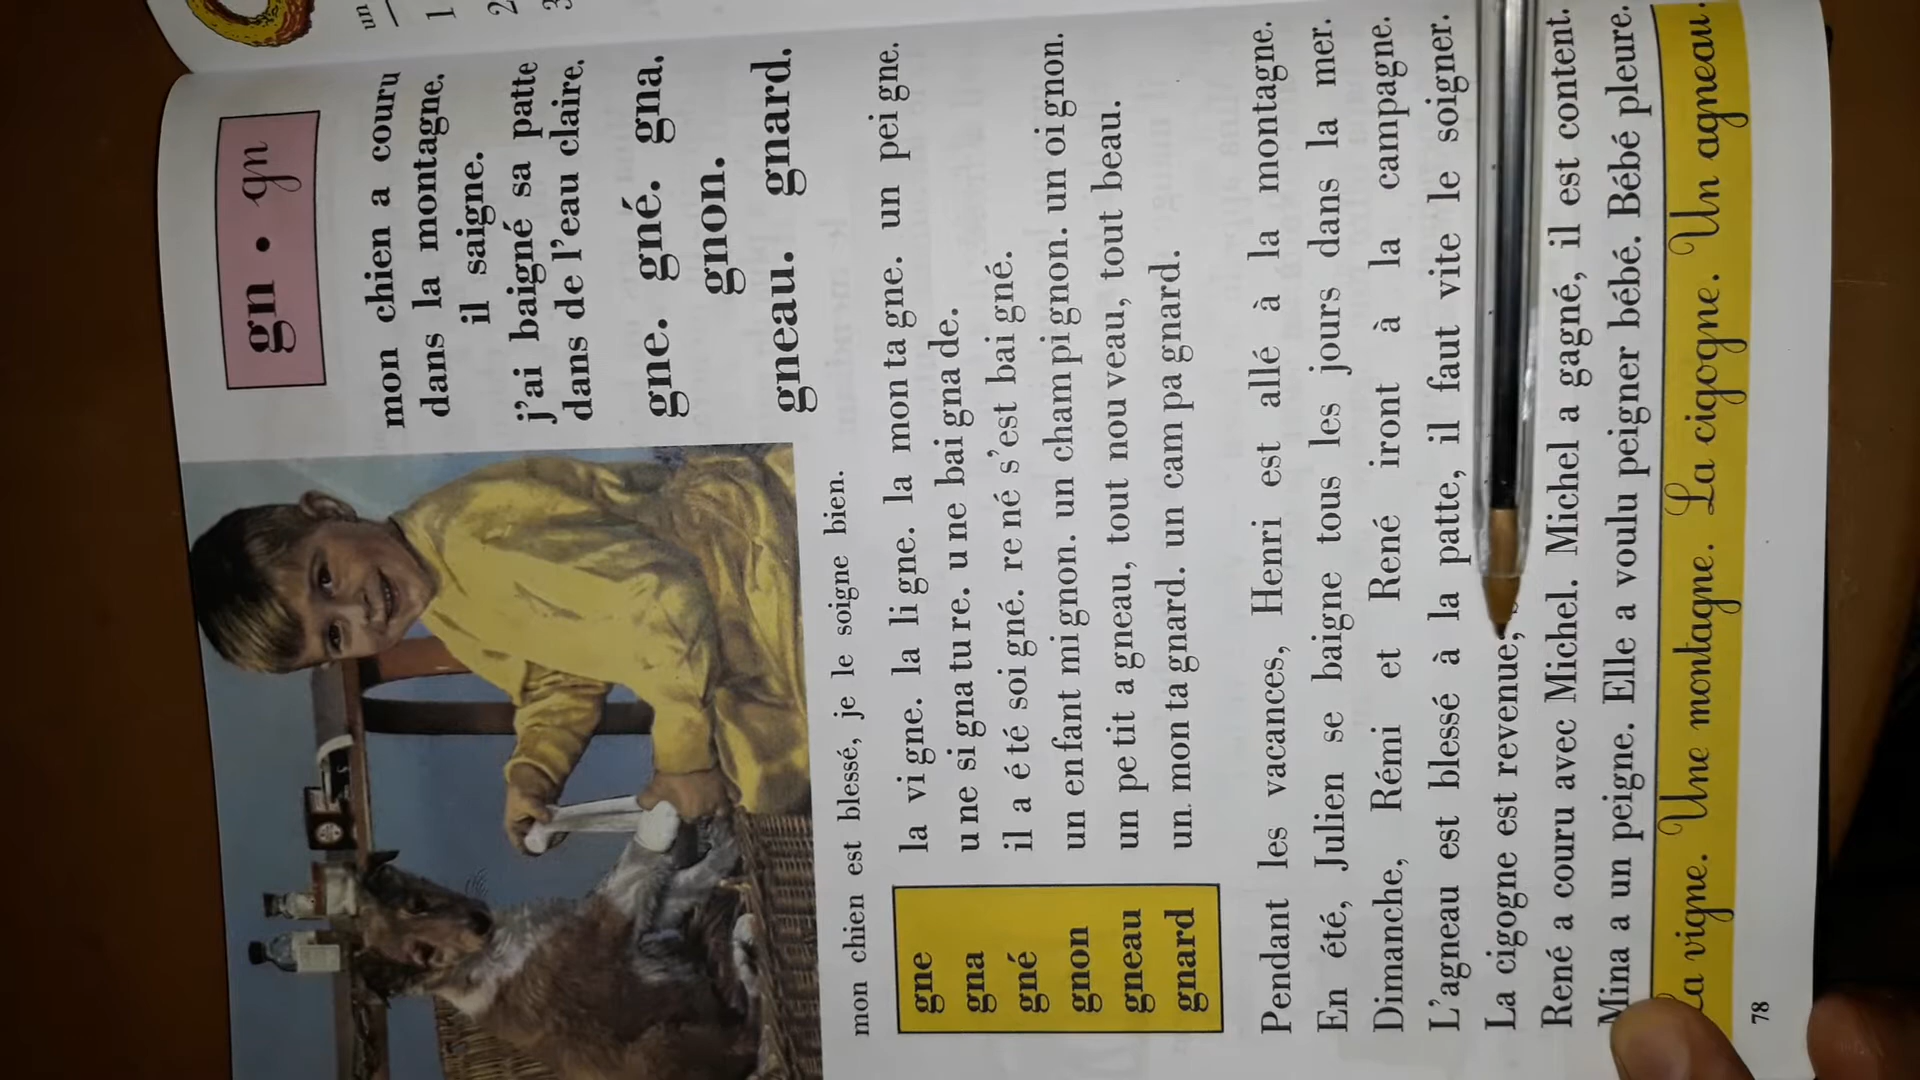 gn • gn
mon chien a couru
dans la montagne.
il saigne.
j'ai baigné sa patte
dans de l'eau claire.
gne. gné. gna.
gnon.
gneau. gnard.
mon chien est blessé, je le soigne bien.
gne
gna
gné
gnon
gneau
gnard
la vi gne. la li gne. la mon ta gne. un pei gne.
u ne si gna tu re. u ne bai gna de.
il a é té soi gné. re né s'est bai gné.
un en fant mi gnon. un cham pi gnon. un oi gnon.
un pe tit a gneau, tout nou veau, tout beau.
un mon ta gnard. un cam pa gnard.
Pendant les vacances, Henri est allé à la montagne.
En été, Julien se baigne tous les jours dans la mer.
Dimanche, Rémi et René iront à la campagne.
L'agneau est blessé à la patte, il faut vite le soigner.
La cigogne est revenue,
René a couru avec Michel. Michel a gagné, il est content.
Mina a un peigne. Elle a voulu peigner bébé. Bébé pleure.
La vigne. Une montagne. La cigogne. Un agneau.
78
un
1
2
3